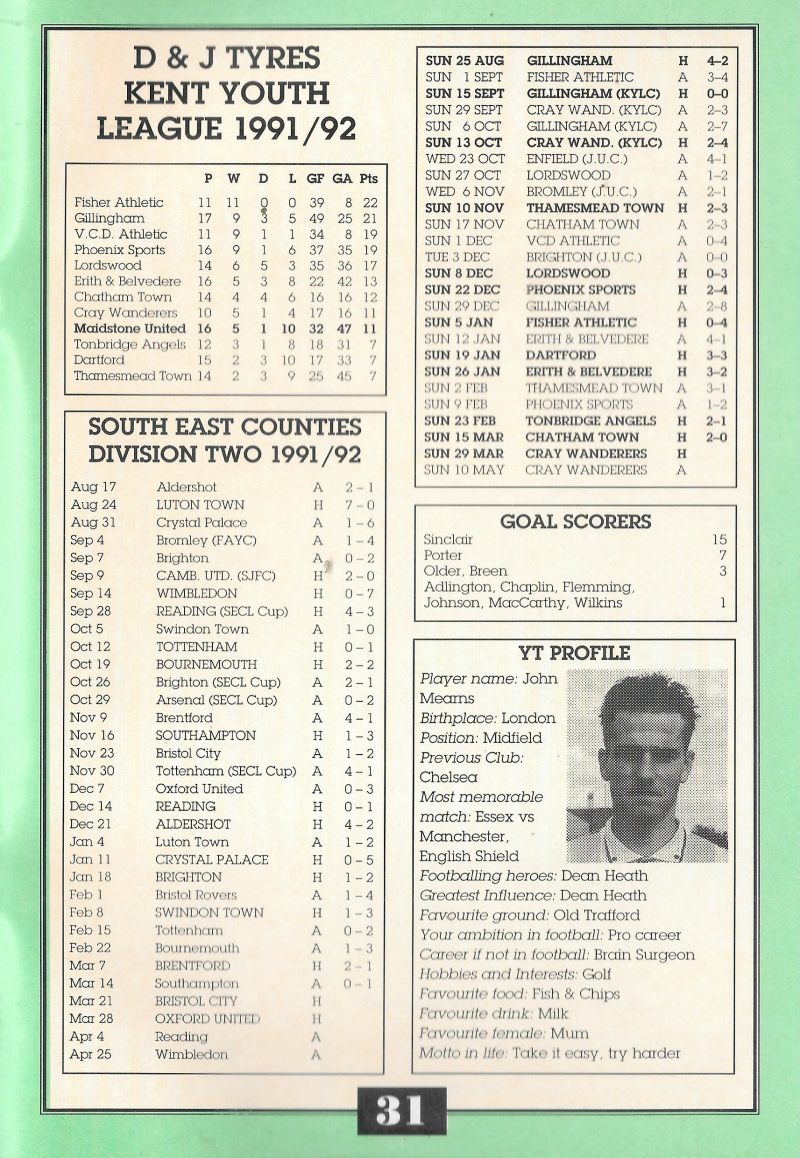 D & J TYRES
KENT YOUTH
LEAGUE 1991/92
P W D L GF GA Pts
Fisher Athletic 11 11 0 0 39 8 22
Gillingham 17 9 3 5 49 25 21
V.C.D. Athletic 11 9 1 1 34 8 19
Phoenix Sports 16 9 1 6 37 35 19
Lordswood 14 6 5 3 35 36 17
Erith & Belvedere 16 5 3 8 22 42 13
Chatham Town 14 4 4 6 16 16 12
Cray Wanderers 10 5 1 4 17 16 11
Maidstone United 16 5 1 10 32 47 11
Tonbridge Angels 12 3 1 8 18 31 7
Dartford 15 2 3 10 17 33 7
Thamesmead Town 14 2 3 9 25 45 7
SOUTH EAST COUNTIES
DIVISION TWO 1991/92
Aug 17 Aldershot A 2–1
Aug 24 LUTON TOWN H 7–0
Aug 31 Crystal Palace A 1–6
Sep 4 Bromley (FAYC) A 1–4
Sep 7 Brighton A 0–2
Sep 9 CAMB. UTD. (SJFC) H 2–0
Sep 14 WIMBLEDON H 0–7
Sep 28 READING (SECL Cup) H 4–3
Oct 5 Swindon Town A 1–0
Oct 12 TOTTENHAM H 0–1
Oct 19 BOURNEMOUTH H 2–2
Oct 26 Brighton (SECL Cup) A 2–1
Oct 29 Arsenal (SECL Cup) A 0–2
Nov 9 Brentford A 4–1
Nov 16 SOUTHAMPTON H 1–3
Nov 23 Bristol City A 1–2
Nov 30 Tottenham (SECL Cup) A 4–1
Dec 7 Oxford United A 0–3
Dec 14 READING H 0–1
Dec 21 ALDERSHOT H 4–2
Jan 4 Luton Town A 1–2
Jan 11 CRYSTAL PALACE H 0–5
Jan 18 BRIGHTON H 1–2
Feb 1 Bristol Rovers A 1–4
Feb 8 SWINDON TOWN H 1–3
Feb 15 Tottenham A 0–2
Feb 22 Bournemouth A 1–3
Mar 7 BRENTFORD H 2–1
Mar 14 Southampton A 0–1
Mar 21 BRISTOL CITY H
Mar 28 OXFORD UNITED H
Apr 4 Reading A
Apr 25 Wimbledon A
SUN 25 AUG GILLINGHAM H 4–2
SUN 1 SEPT FISHER ATHLETIC A 3–4
SUN 15 SEPT GILLINGHAM (KYLC) H 0–0
SUN 29 SEPT CRAY WAND. (KYLC) A 2–3
SUN 6 OCT GILLINGHAM (KYLC) A 2–7
SUN 13 OCT CRAY WAND. (KYLC) H 2–4
WED 23 OCT ENFIELD (J.U.C.) A 4–1
SUN 27 OCT LORDSWOOD A 1–2
WED 6 NOV BROMLEY (J.U.C.) A 2–1
SUN 10 NOV THAMESMEAD TOWN H 2–3
SUN 17 NOV CHATHAM TOWN A 2–3
SUN 1 DEC VCD ATHLETIC A 0–4
TUE 3 DEC BRIGHTON (J.U.C.) A 0–0
SUN 8 DEC LORDSWOOD H 0–3
SUN 22 DEC PHOENIX SPORTS H 2–4
SUN 29 DEC GILLINGHAM A 2–8
SUN 5 JAN FISHER ATHLETIC H 0–4
SUN 12 JAN ERITH & BELVEDERE A 4–1
SUN 19 JAN DARTFORD H 3–3
SUN 26 JAN ERITH & BELVEDERE H 3–2
SUN 2 FEB THAMESMEAD TOWN A 3–1
SUN 9 FEB PHOENIX SPORTS A 1–2
SUN 23 FEB TONBRIDGE ANGELS H 2–1
SUN 15 MAR CHATHAM TOWN H 2–0
SUN 29 MAR CRAY WANDERERS H
SUN 10 MAY CRAY WANDERERS A
GOAL SCORERS
Sinclair 15
Porter 7
Older, Breen 3
Adlington, Chaplin, Flemming,
Johnson, MacCarthy, Wilkins 1
YT PROFILE
Player name: John
Mearns
Birthplace: London
Position: Midfield
Previous Club:
Chelsea
Most memorable
match: Essex vs
Manchester,
English Shield
Footballing heroes: Dean Heath
Greatest Influence: Dean Heath
Favourite ground: Old Trafford
Your ambition in football: Pro career
Career if not in football: Brain Surgeon
Hobbies and Interests: Golf
Favourite food: Fish & Chips
Favourite drink: Milk
Favourite female: Mum
Motto in life: Take it easy, try harder
31